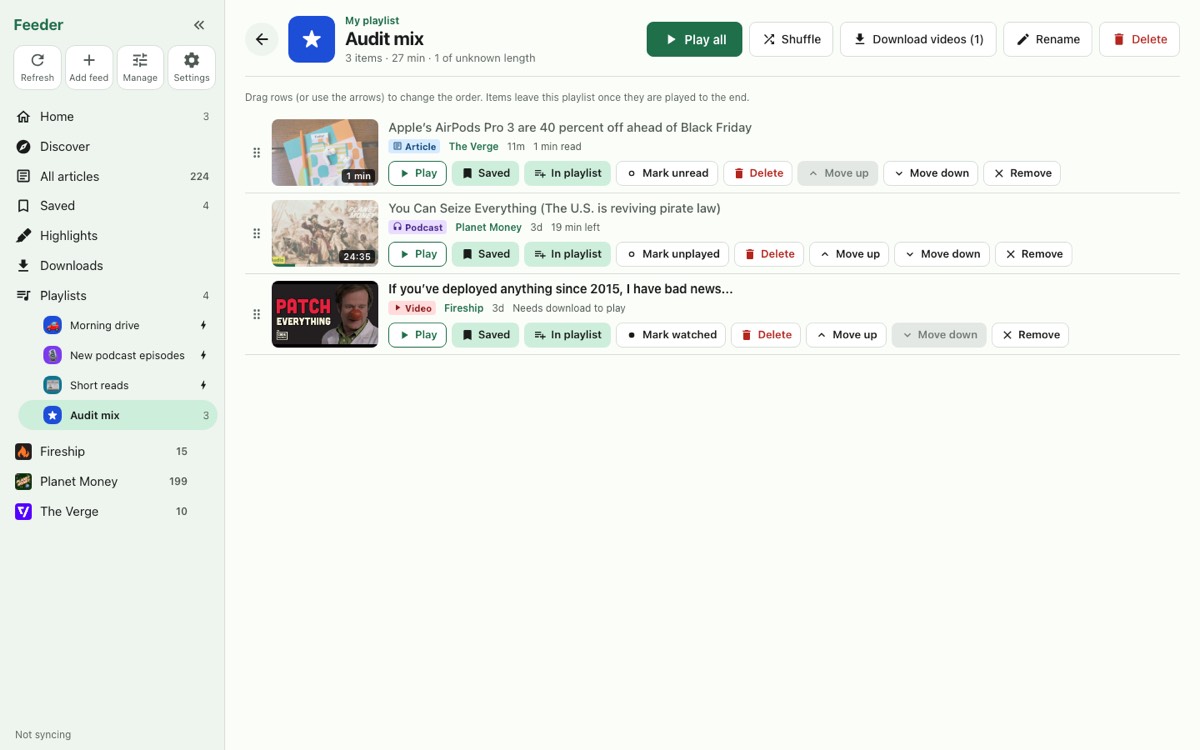 Feeder
Refresh
Add feed
Manage
Settings
Home 3
Discover
All articles 224
Saved 4
Highlights
Downloads
Playlists 4
Morning drive
New podcast episodes
Short reads
Audit mix 3
Fireship 15
Planet Money 199
The Verge 10
Not syncing
My playlist
Audit mix
3 items · 27 min · 1 of unknown length
Play all
Shuffle
Download videos (1)
Rename
Delete
Drag rows (or use the arrows) to change the order. Items leave this playlist once they are played to the end.
1 min
Apple's AirPods Pro 3 are 40 percent off ahead of Black Friday
Article The Verge 11m 1 min read
Play Saved In playlist Mark unread Delete Move up Move down Remove
24:35
You Can Seize Everything (The U.S. is reviving pirate law)
Podcast Planet Money 3d 19 min left
Play Saved In playlist Mark unplayed Delete Move up Move down Remove
PATCH
EVERYTHING
If you've deployed anything since 2015, I have bad news...
Video Fireship 3d Needs download to play
Play Saved In playlist Mark watched Delete Move up Move down Remove